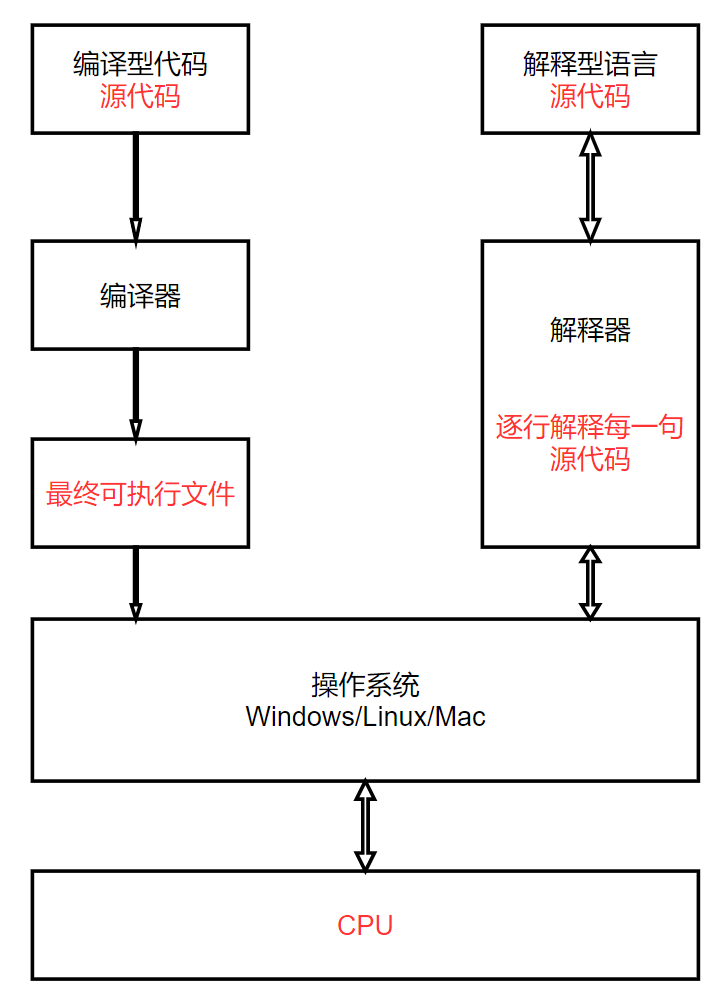 编译型代码
源代码
解释型语言
源代码
编译器
解释器
逐行解释每一句
源代码
最终可执行文件
操作系统
Windows/Linux/Mac
CPU